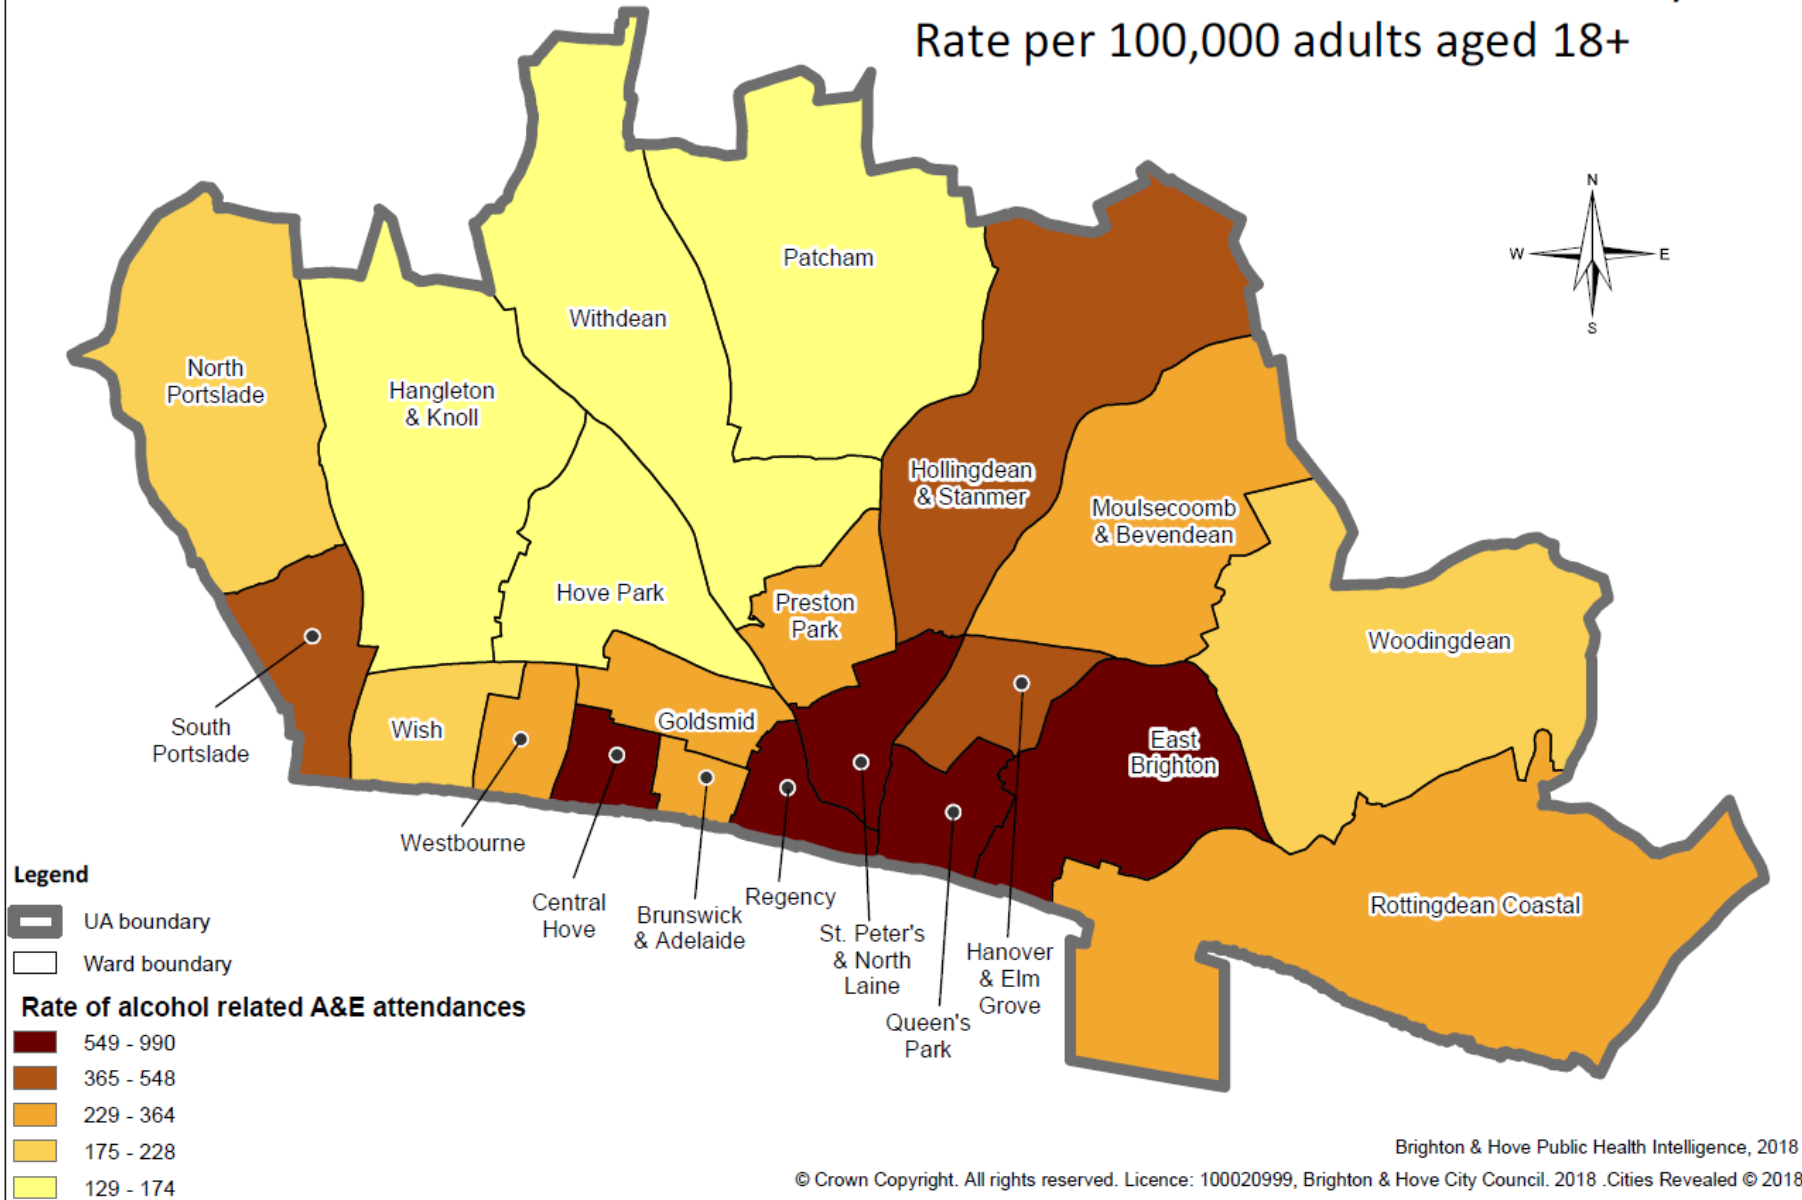 Rate per 100,000 adults aged 18+
N
W
E
S
Patcham
Withdean
North
Portslade
Hangleton
& Knoll
Hollingdean
& Stanmer
Moulsecoomb
& Bevendean
Hove Park
Preston
Park
Woodingdean
South
Portslade
Wish
Goldsmid
East
Brighton
Westbourne
Central
Hove
Brunswick
& Adelaide
Regency
St. Peter's
& North
Laine
Queen's
Park
Hanover
& Elm
Grove
Rottingdean Coastal
Legend
UA boundary
Ward boundary
Rate of alcohol related A&E attendances
549 - 990
365 - 548
229 - 364
175 - 228
129 - 174
Brighton & Hove Public Health Intelligence, 2018
© Crown Copyright. All rights reserved. Licence: 100020999, Brighton & Hove City Council. 2018 .Cities Revealed © 2018